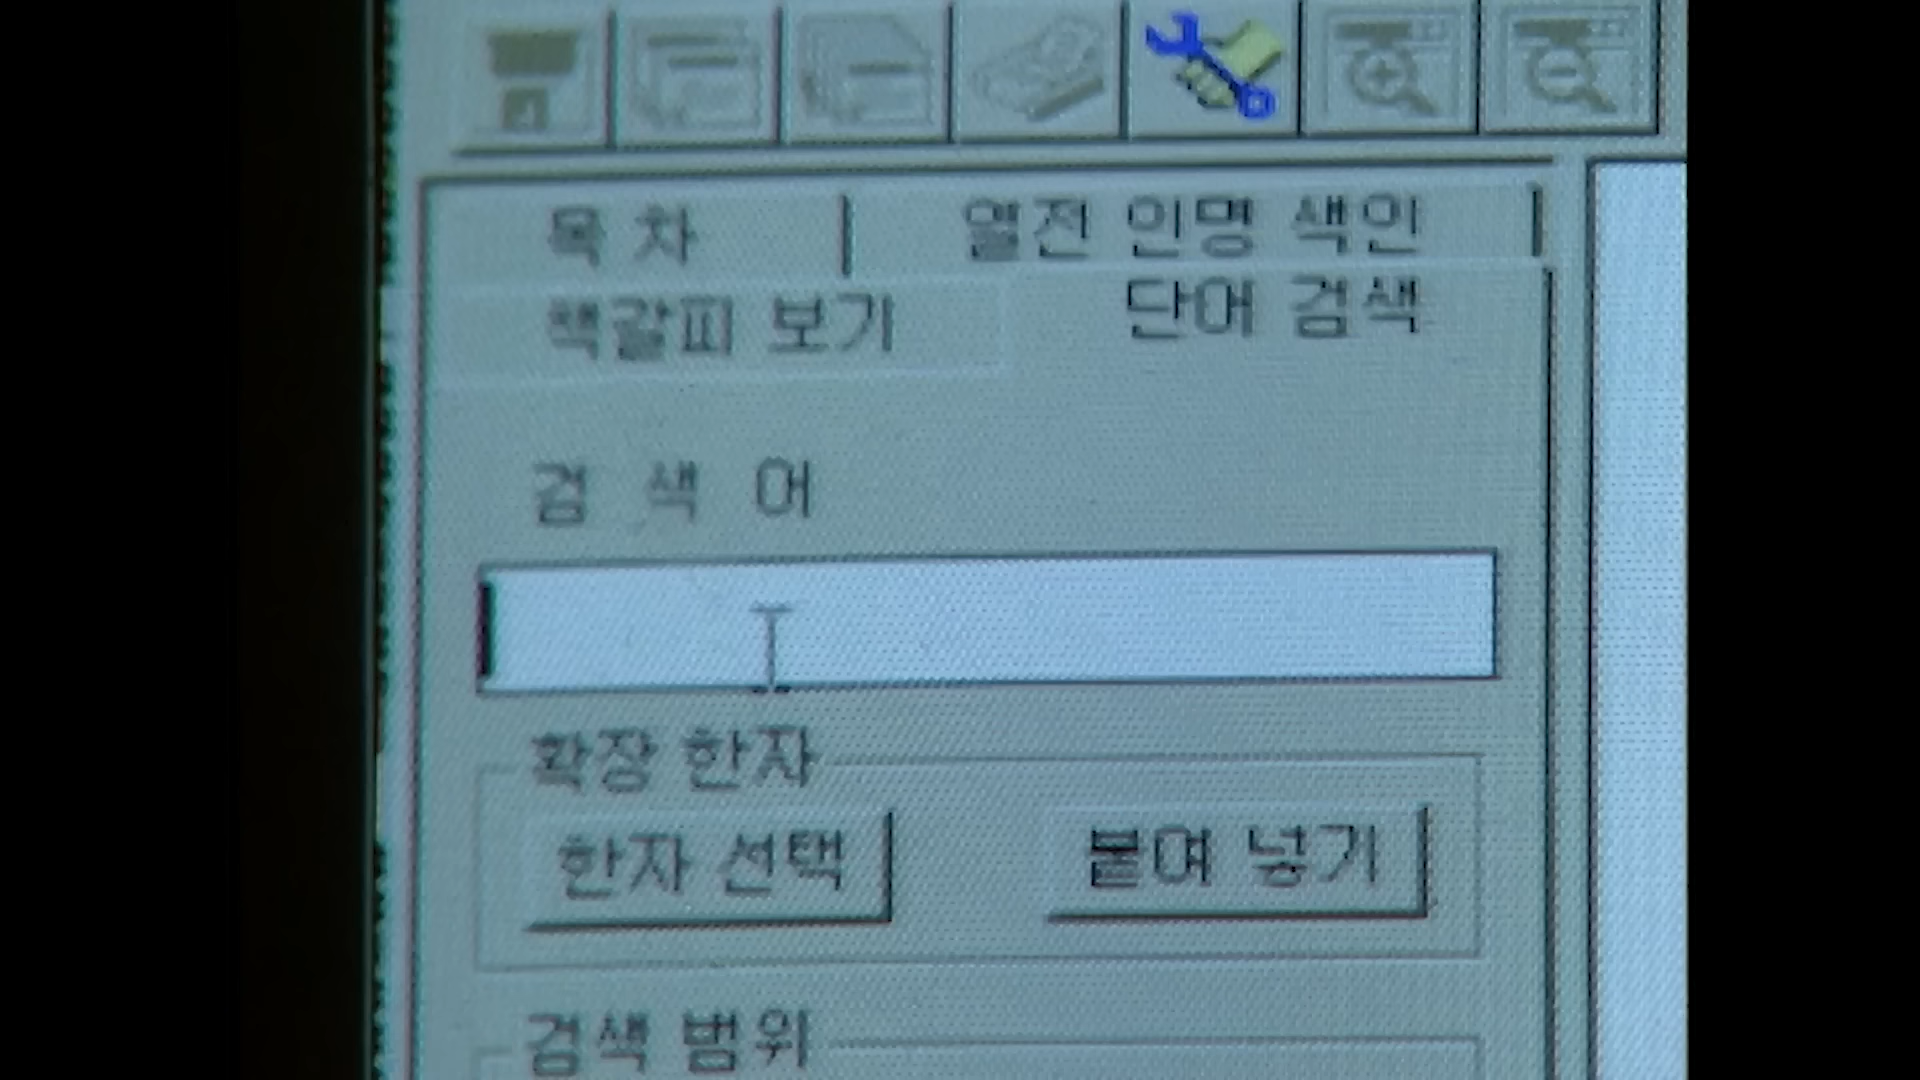 목 차
열전 인명 색인
책갈피 보기
단어 검색
검 색 어
확장 한자
한자 선택
붙여 넣기
검색 범위